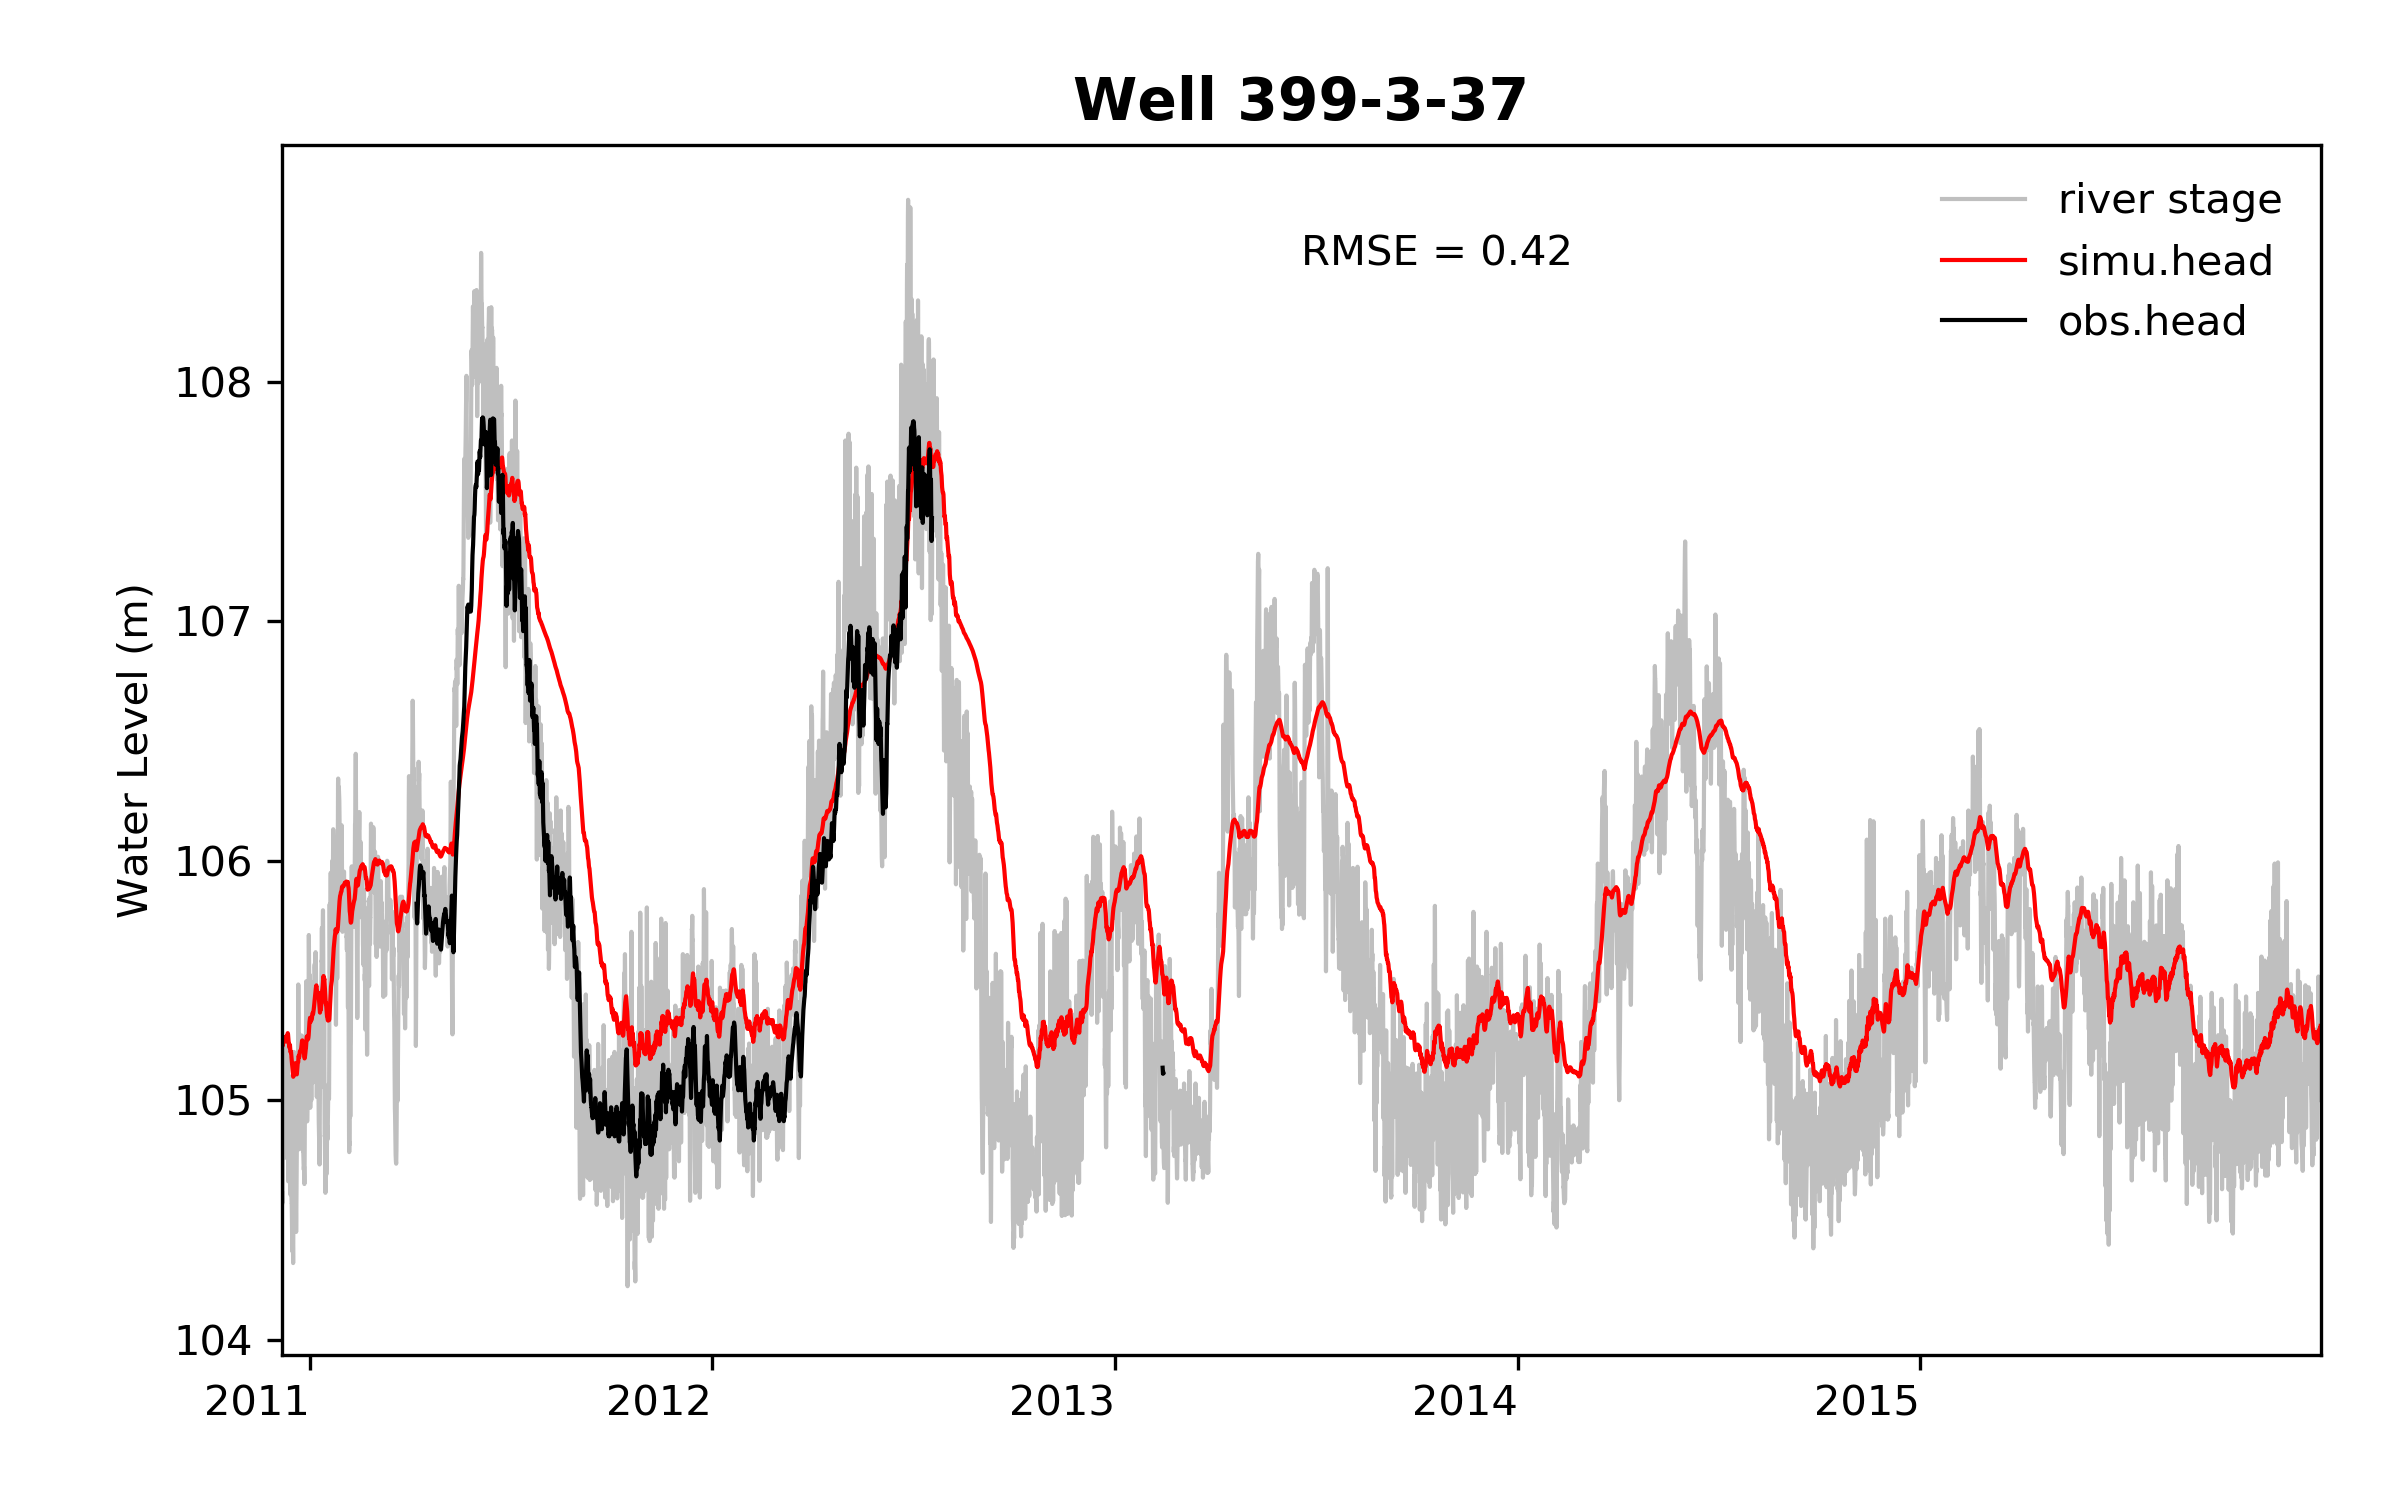 Well 399-3-37
river stage
RMSE = 0.42
simu.head
obs.head
Water Level (m)
108
107
106
105
104
2011
2012
2013
2014
2015